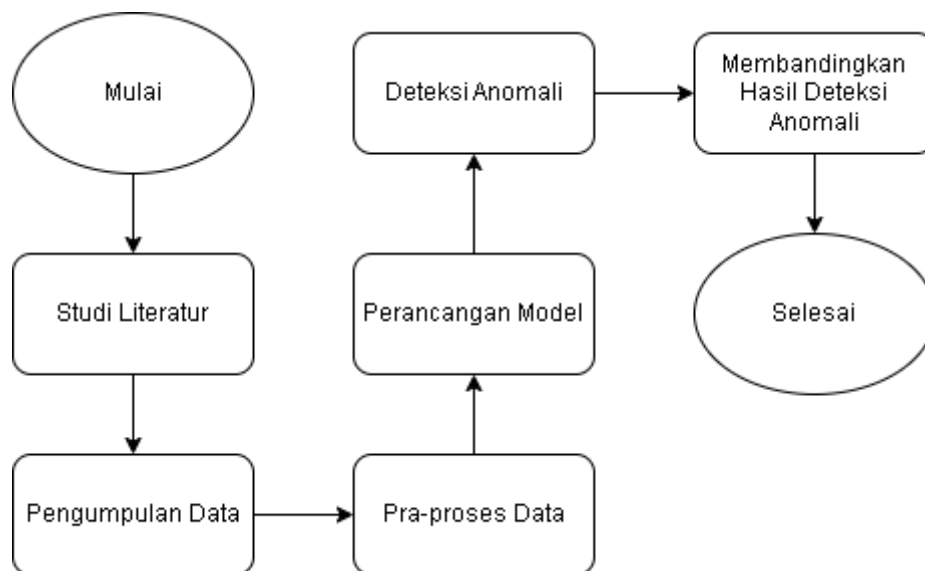 Mulai
Studi Literatur
Pengumpulan Data
Pra-proses Data
Perancangan Model
Deteksi Anomali
Membandingkan
Hasil Deteksi
Anomali
Selesai